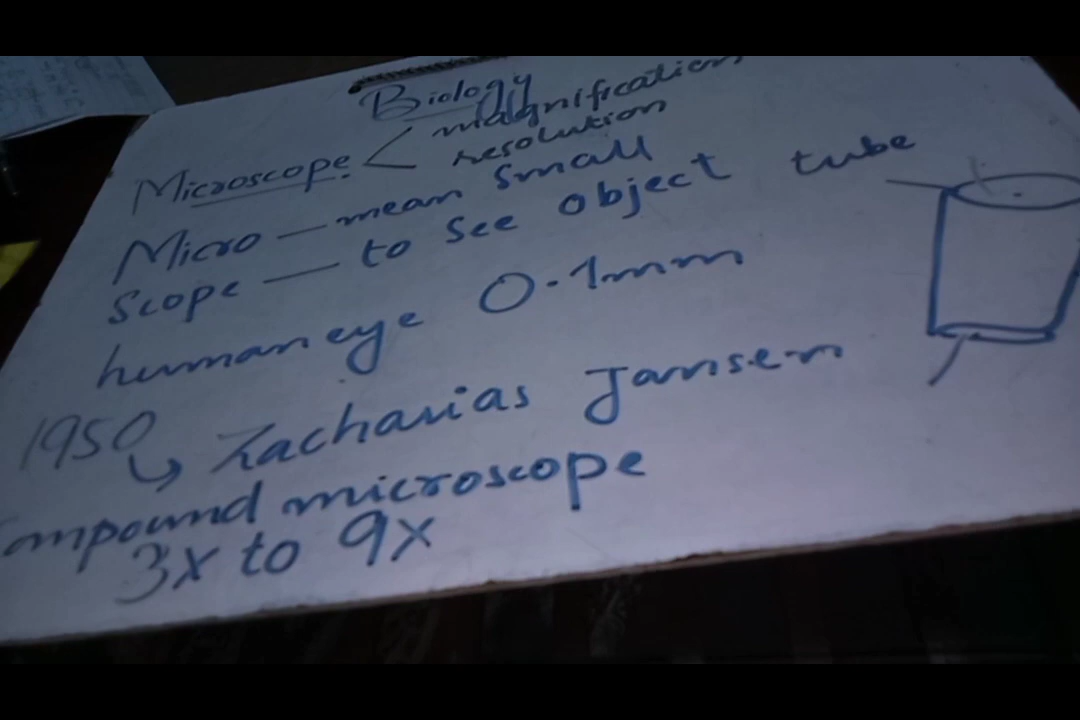 Biology
Microscope < magnification
resolution
Micro — mean small
Scope — to see object
tube
human eye 0.1mm
1950
↳ Zacharias Jansen
ompound microscope
3x to 9x